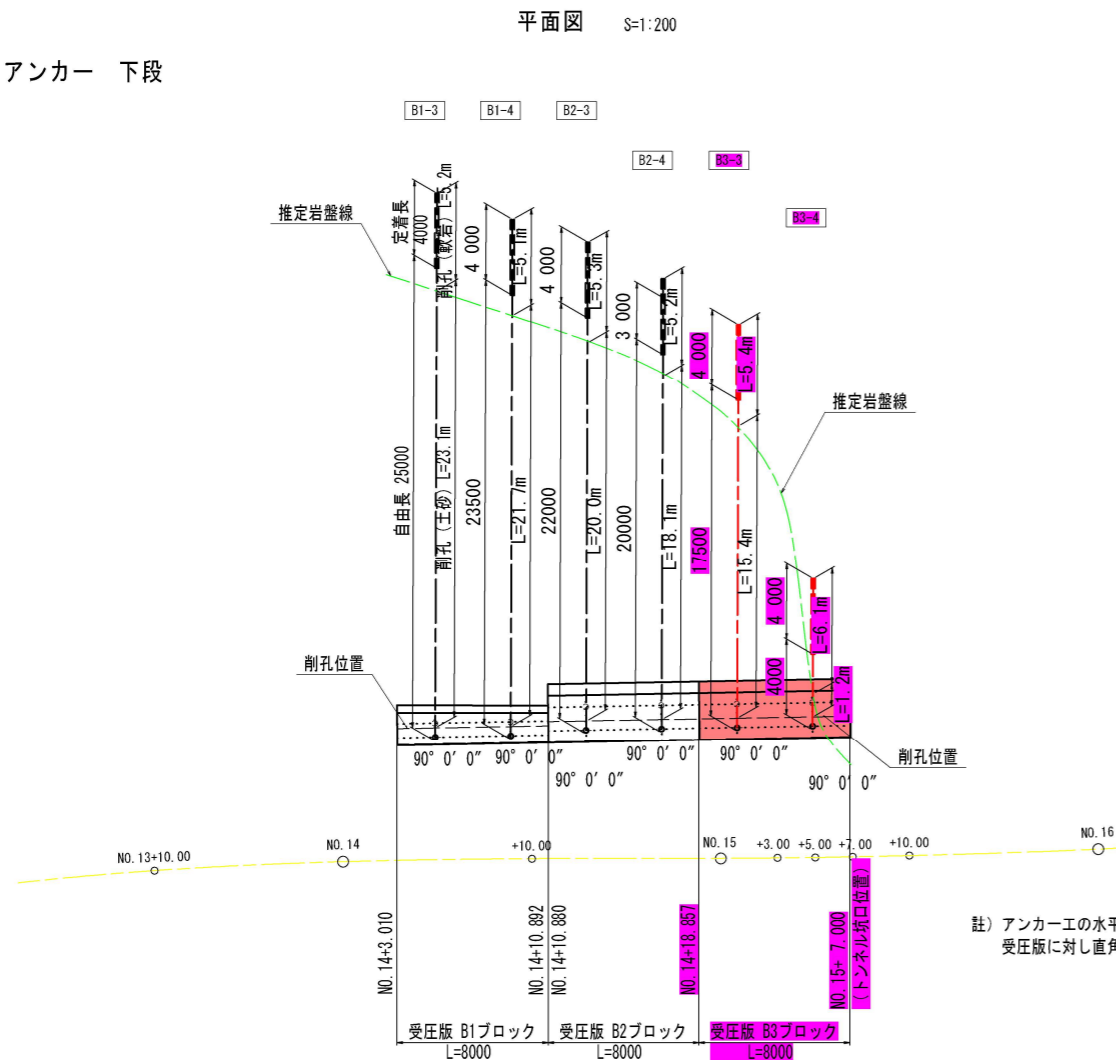 平面図 S=1:200
アンカー 下段
B1-3
B1-4
B2-3
B2-4
B3-3
B3-4
推定岩盤線
定着長
4000
削孔（軟岩）L=5.2m
4 000
L=5.1m
4 000
L=5.3m
3 000
L=5.2m
4 000
L=5.4m
推定岩盤線
自由長 25000
削孔（土砂）L=23.1m
23500
L=21.7m
22000
L=20.0m
20000
L=18.1m
17500
L=15.4m
4 000
L=6.1m
4000
L=1.2m
削孔位置
削孔位置
90° 0′ 0″
90° 0′ 0″
90° 0′ 0″
90° 0′ 0″
90° 0′ 0″
90° 0′ 0″
NO.13+10.00
NO.14
+10.00
NO.15
+3.00
+5.00
+7.00
+10.00
NO.16
NO.14+3.010
NO.14+10.892
NO.14+10.880
NO.14+18.857
NO.15+ 7.000
（トンネル坑口位置）
註）アンカー工の水平
受圧版に対し直角
受圧版 B1ブロック
L=8000
受圧版 B2ブロック
L=8000
受圧版 B3ブロック
L=8000